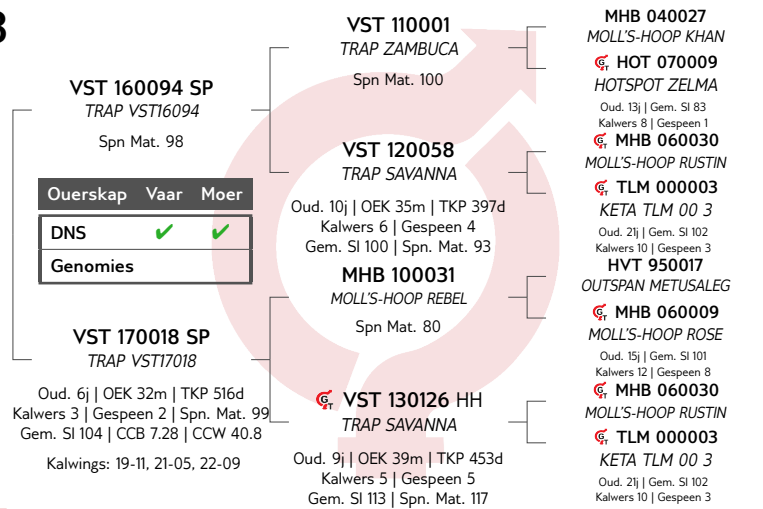 3
VST 160094 SP
TRAP VST16094
Spn Mat. 98
Ouerskap Vaar Moer
DNS ✔ ✔
Genomies
VST 170018 SP
TRAP VST17018
Oud. 6j | OEK 32m | TKP 516d
Kalwers 3 | Gespeen 2 | Spn. Mat. 99
Gem. SI 104 | CCB 7.28 | CCW 40.8
Kalwings: 19-11, 21-05, 22-09
VST 110001
TRAP ZAMBUCA
Spn Mat. 100
VST 120058
TRAP SAVANNA
Oud. 10j | OEK 35m | TKP 397d
Kalwers 6 | Gespeen 4
Gem. SI 100 | Spn. Mat. 93
MHB 100031
MOLL'S-HOOP REBEL
Spn Mat. 80
GT VST 130126 HH
TRAP SAVANNA
Oud. 9j | OEK 39m | TKP 453d
Kalwers 5 | Gespeen 5
Gem. SI 113 | Spn. Mat. 117
MHB 040027
MOLL'S-HOOP KHAN
GT HOT 070009
HOTSPOT ZELMA
Oud. 13j | Gem. SI 83
Kalwers 8 | Gespeen 1
GT MHB 060030
MOLL'S-HOOP RUSTIN
GT TLM 000003
KETA TLM 00 3
Oud. 21j | Gem. SI 102
Kalwers 10 | Gespeen 3
HVT 950017
OUTSPAN METUSALEG
GT MHB 060009
MOLL'S-HOOP ROSE
Oud. 15j | Gem. SI 101
Kalwers 12 | Gespeen 8
GT MHB 060030
MOLL'S-HOOP RUSTIN
GT TLM 000003
KETA TLM 00 3
Oud. 21j | Gem. SI 102
Kalwers 10 | Gespeen 3